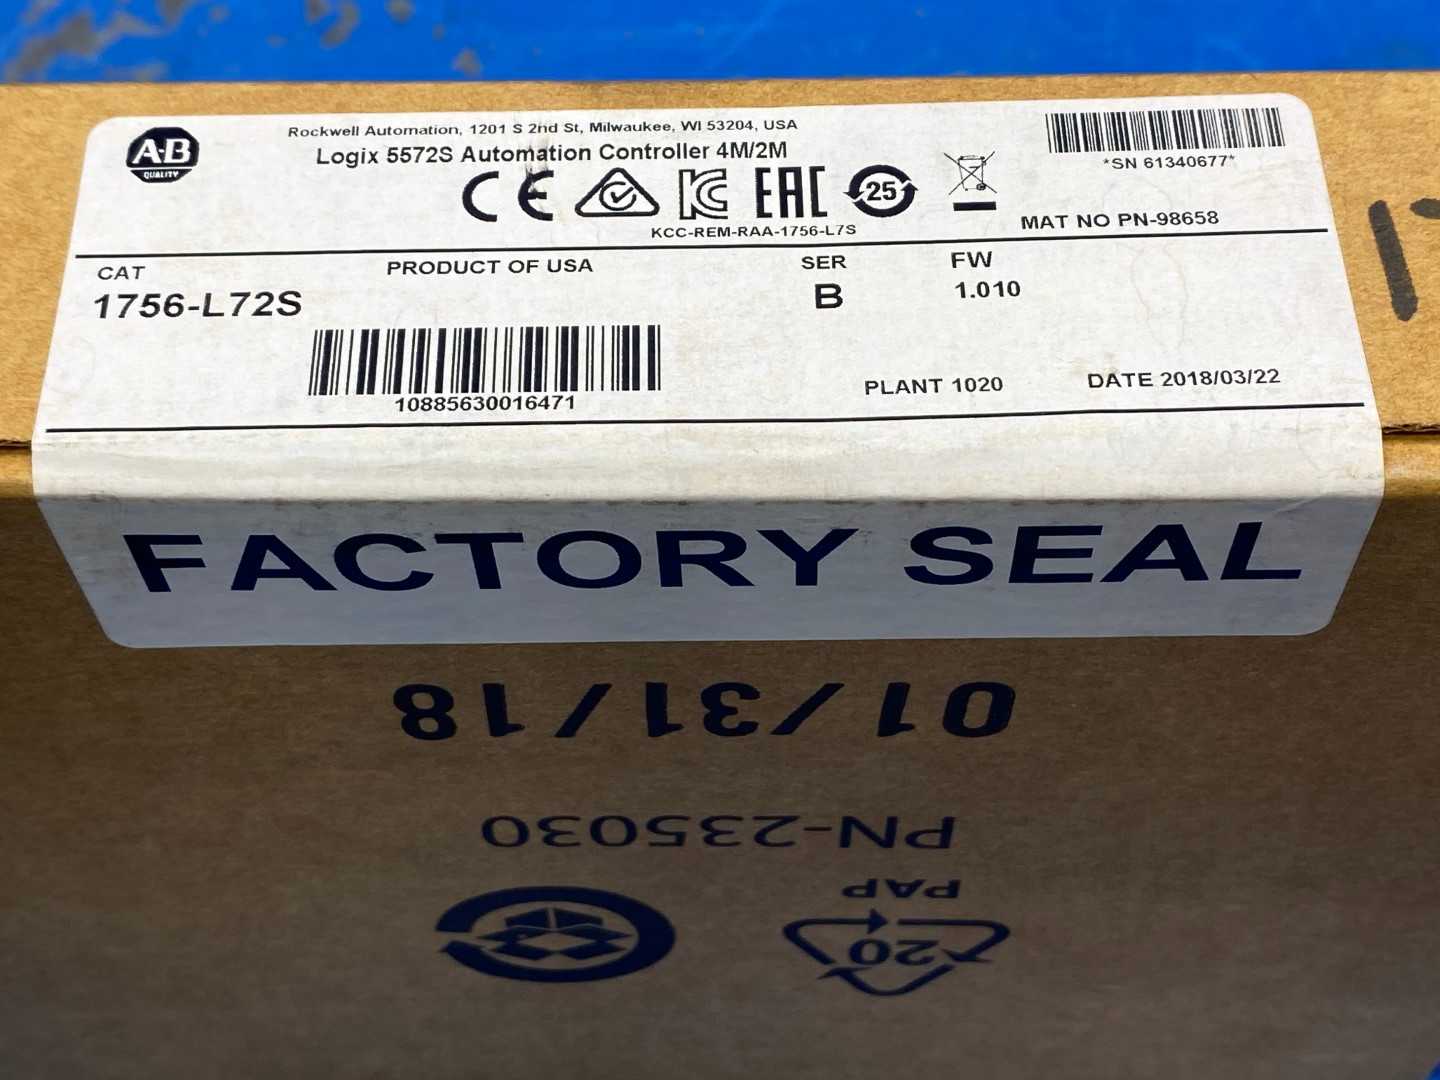 A-B
QUALITY
Rockwell Automation, 1201 S 2nd St, Milwaukee, WI 53204, USA
Logix 5572S Automation Controller 4M/2M
CE
KC
EAC
25
KCC-REM-RAA-1756-L7S
*SN 61340677*
MAT NO PN-98658
CAT
1756-L72S
PRODUCT OF USA
SER
B
FW
1.010
10885630016471
PLANT 1020
DATE 2018/03/22
FACTORY SEAL
01/31/18
PN-235030
PAP
20